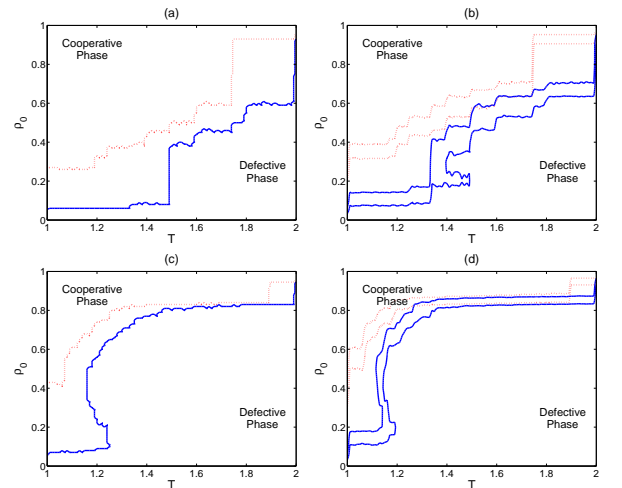 (a)
Cooperative
Phase
Defective
Phase
ρ0
1
0.8
0.6
0.4
0.2
0
1 1.2 1.4 1.6 1.8 2
T
(b)
Cooperative
Phase
Defective
Phase
ρ0
1
0.8
0.6
0.4
0.2
0
1 1.2 1.4 1.6 1.8 2
T
(c)
Cooperative
Phase
Defective
Phase
ρ0
1
0.8
0.6
0.4
0.2
0
1 1.2 1.4 1.6 1.8 2
T
(d)
Cooperative
Phase
Defective
Phase
ρ0
1
0.8
0.6
0.4
0.2
0
1 1.2 1.4 1.6 1.8 2
T